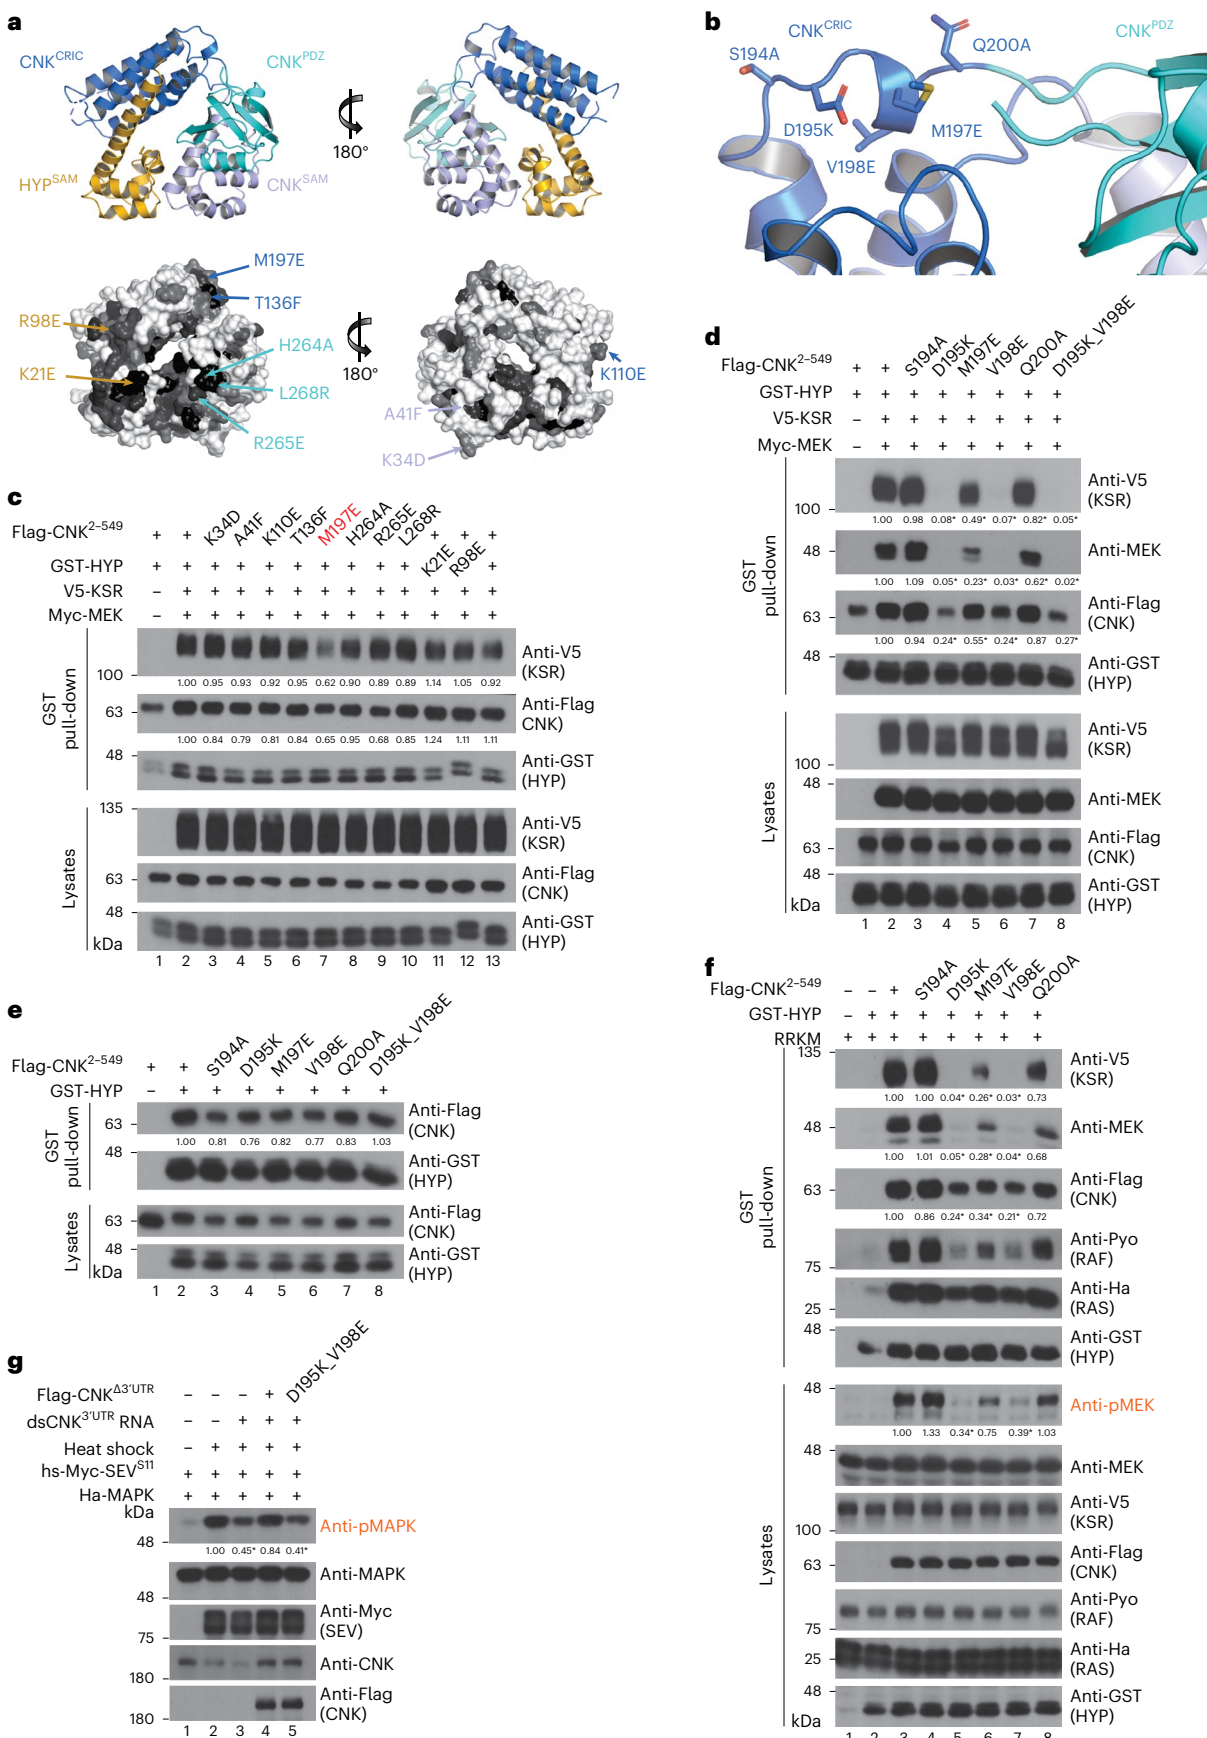 a
CNK^CRIC
CNK^PDZ
HYP^SAM
CNK^SAM
180°
M197E
T136F
R98E
K21E
H264A
L268R
R265E
180°
K110E
A41F
K34D
b
CNK^CRIC
CNK^PDZ
S194A
Q200A
D195K
M197E
V198E
c
K34D A41F K110E T136F M197E H264A R265E L268R
Flag-CNK^2–549 + + + + +
GST-HYP + + + + + + + + + + K21E R98E +
V5-KSR – + + + + + + + + + + + +
Myc-MEK – + + + + + + + + + + + +
GST pull-down
100
Anti-V5 (KSR)
1.00 0.95 0.93 0.92 0.95 0.62 0.90 0.89 0.89 1.14 1.05 0.92
63
Anti-Flag CNK)
1.00 0.84 0.79 0.81 0.84 0.65 0.95 0.68 0.85 1.24 1.11 1.11
48
Anti-GST (HYP)
Lysates
135
Anti-V5 (KSR)
63
Anti-Flag (CNK)
48
kDa
Anti-GST (HYP)
1 2 3 4 5 6 7 8 9 10 11 12 13
d
S194A D195K M197E V198E Q200A D195K_V198E
Flag-CNK^2–549 + +
GST-HYP + + + + + + + +
V5-KSR – + + + + + + +
Myc-MEK – + + + + + + +
GST pull-down
100
Anti-V5 (KSR)
1.00 0.98 0.08* 0.49* 0.07* 0.82* 0.05*
48
Anti-MEK
1.00 1.09 0.05* 0.23* 0.03* 0.62* 0.02*
63
Anti-Flag (CNK)
1.00 0.94 0.24* 0.55* 0.24* 0.87 0.27*
48
Anti-GST (HYP)
Lysates
100
Anti-V5 (KSR)
48
Anti-MEK
63
Anti-Flag (CNK)
48
kDa
Anti-GST (HYP)
1 2 3 4 5 6 7 8
e
S194A D195K M197E V198E Q200A D195K_V198E
Flag-CNK^2–549 + +
GST-HYP – + + + + + + +
GST pull-down
63
Anti-Flag (CNK)
1.00 0.81 0.76 0.82 0.77 0.83 1.03
48
Anti-GST (HYP)
Lysates
63
Anti-Flag (CNK)
48
kDa
Anti-GST (HYP)
1 2 3 4 5 6 7 8
f
S194A D195K M197E V198E Q200A
Flag-CNK^2–549 – – +
GST-HYP – + + + + + + +
RRKM + + + + + + + +
GST pull-down
135
Anti-V5 (KSR)
1.00 1.00 0.04* 0.26* 0.03* 0.73
48
Anti-MEK
1.00 1.01 0.05* 0.28* 0.04* 0.68
63
Anti-Flag (CNK)
1.00 0.86 0.24* 0.34* 0.21* 0.72
75
Anti-Pyo (RAF)
25
Anti-Ha (RAS)
48
Anti-GST (HYP)
Lysates
48
Anti-pMEK
1.00 1.33 0.34* 0.75 0.39* 1.03
48
Anti-MEK
100
Anti-V5 (KSR)
63
Anti-Flag (CNK)
75
Anti-Pyo (RAF)
25
Anti-Ha (RAS)
48
kDa
Anti-GST (HYP)
1 2 3 4 5 6 7 8
g
D195K_V198E
Flag-CNK^Δ3′UTR – – – +
dsCNK^3′UTR RNA – – + + +
Heat shock – + + + +
hs-Myc-SEV^S11 + + + + +
Ha-MAPK + + + + +
kDa
48
Anti-pMAPK
1.00 0.45* 0.84 0.41*
Anti-MAPK
48
75
Anti-Myc (SEV)
180
Anti-CNK
180
Anti-Flag (CNK)
1 2 3 4 5